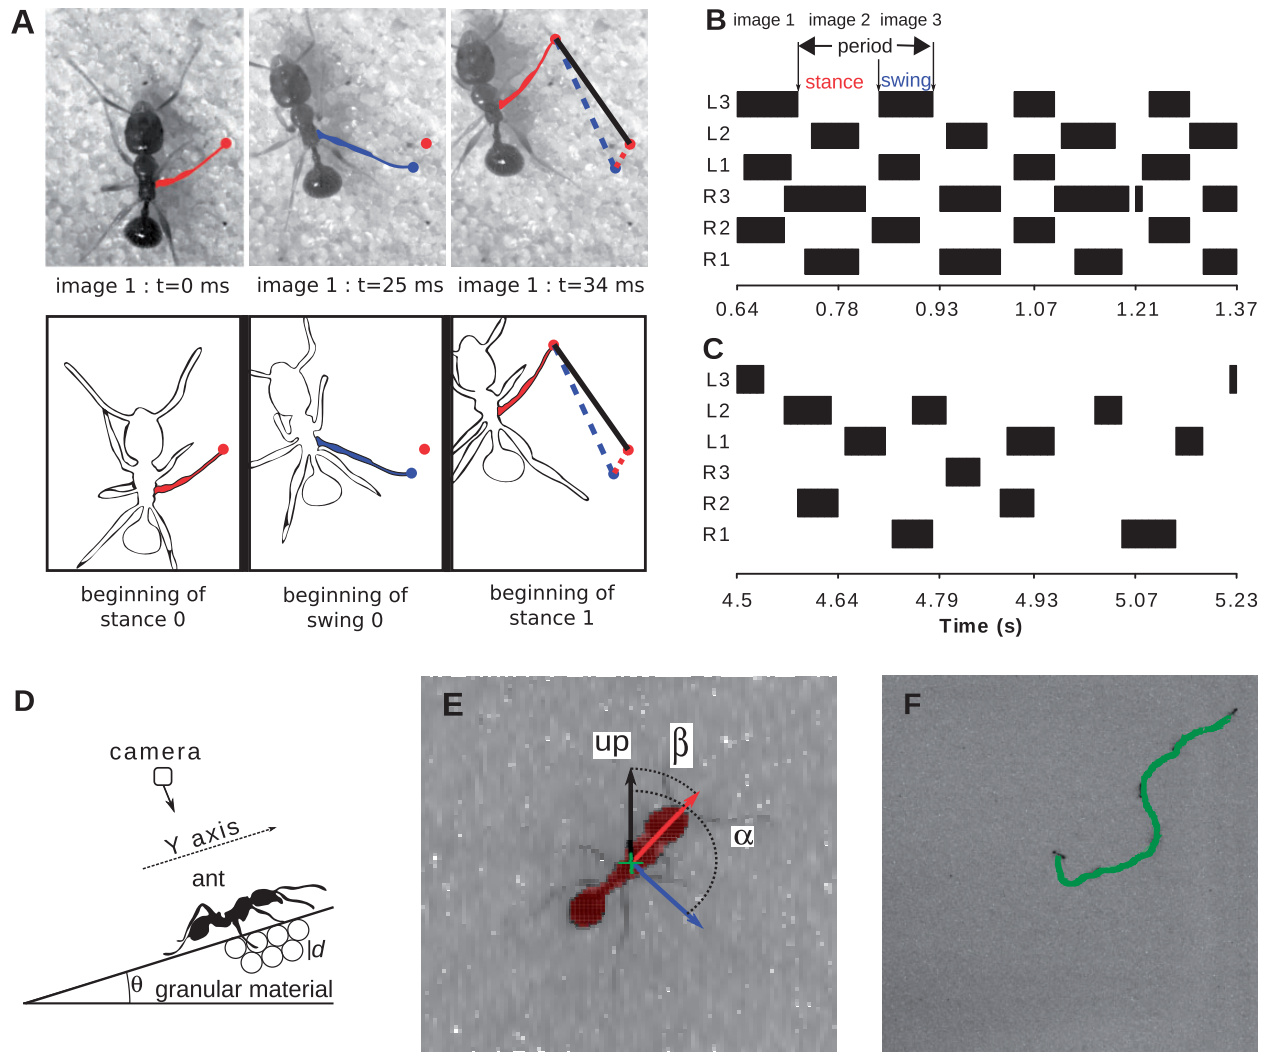 A
image 1 : t=0 ms
image 1 : t=25 ms
image 1 : t=34 ms
beginning of
stance 0
beginning of
swing 0
beginning of
stance 1
B
image 1 image 2 image 3
period
stance swing
L3
L2
L1
R3
R2
R1
0.64 0.78 0.93 1.07 1.21 1.37
C
L3
L2
L1
R3
R2
R1
4.5 4.64 4.79 4.93 5.07 5.23
Time (s)
D
camera
Y axis
ant
d
θ
granular material
E
up
β
α
F